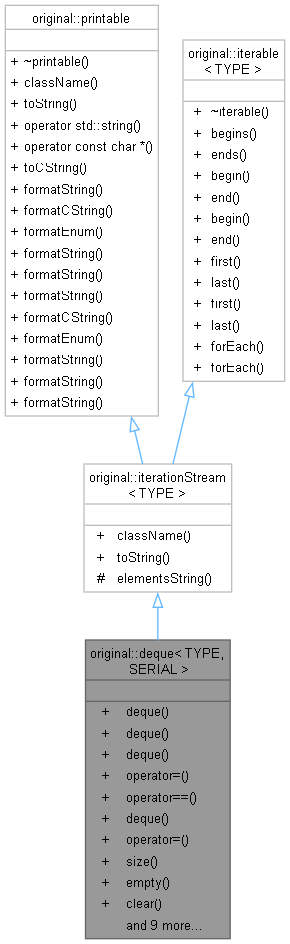 original::printable
+ ~printable()
+ className()
+ toString()
+ operator std::string()
+ operator const char *()
+ toCString()
+ formatString()
+ formatCString()
+ formatEnum()
+ formatString()
+ formatString()
+ formatString()
+ formatCString()
+ formatEnum()
+ formatString()
+ formatString()
+ formatString()
original::iterable
< TYPE >
+ ~iterable()
+ begins()
+ ends()
+ begin()
+ end()
+ begin()
+ end()
+ first()
+ last()
+ first()
+ last()
+ forEach()
+ forEach()
original::iterationStream
< TYPE >
+ className()
+ toString()
# elementsString()
original::deque< TYPE,
SERIAL >
+ deque()
+ deque()
+ deque()
+ operator=()
+ operator==()
+ deque()
+ operator=()
+ size()
+ empty()
+ clear()
and 9 more...